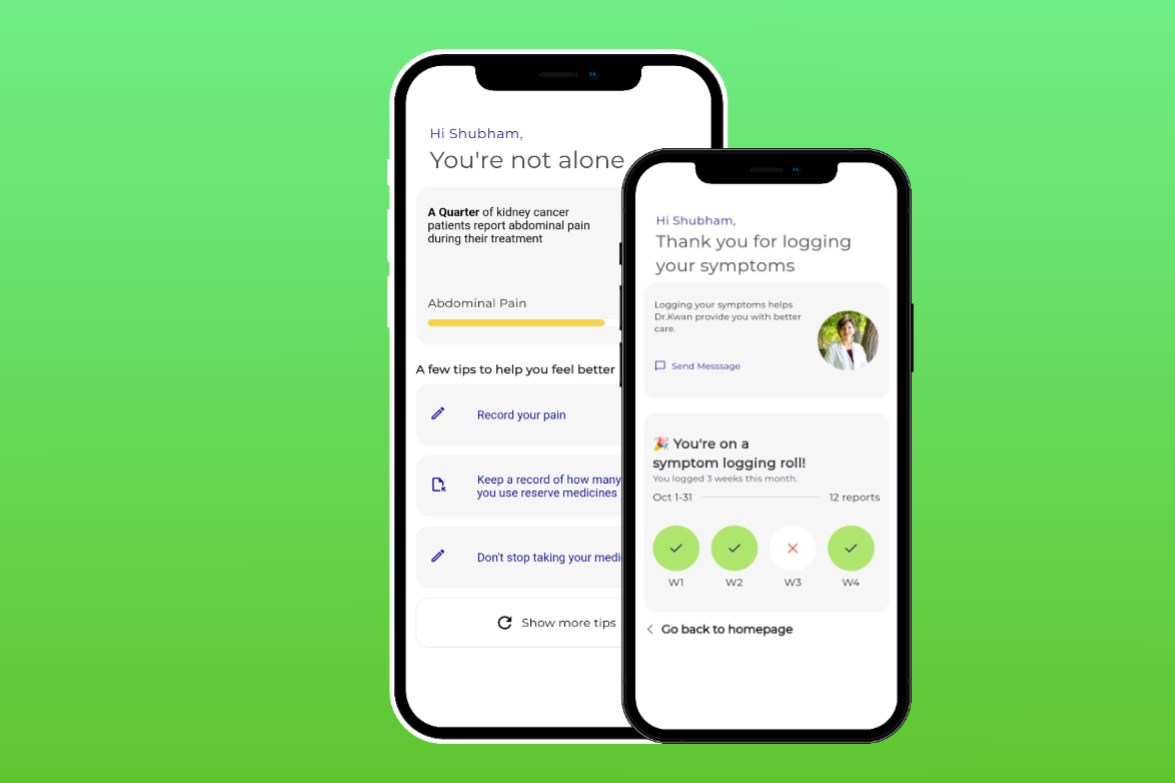 Hi Shubham,
You're not alone
A Quarter of kidney cancer
patients report abdominal pain
during their treatment
Abdominal Pain
A few tips to help you feel better
Record your pain
Keep a record of how many
you use reserve medicines
Don't stop taking your
Show more tips
Hi Shubham,
Thank you for logging
your symptoms
Logging your symptoms helps
Dr.Kwan provide you with better
care.
Send Messsage
🎉 You're on a
symptom logging roll!
You logged 3 weeks this month.
Oct 1-31 12 reports
W1 W2 W3 W4
Go back to homepage